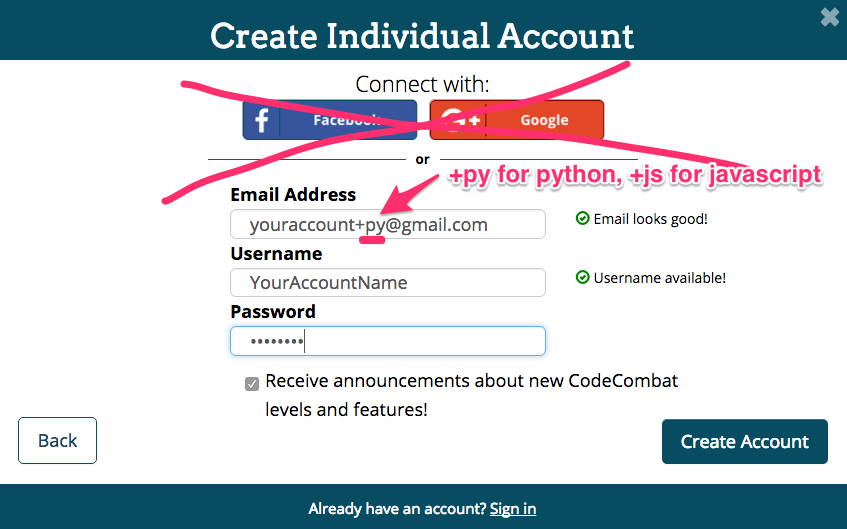 Create Individual Account
Connect with:
f Facebook
G+ Google
or
+py for python, +js for javascript
Email Address
youraccount+py@gmail.com
Email looks good!
Username
YourAccountName
Username available!
Password
••••••••
Receive announcements about new CodeCombat
levels and features!
Back
Create Account
Already have an account? Sign in